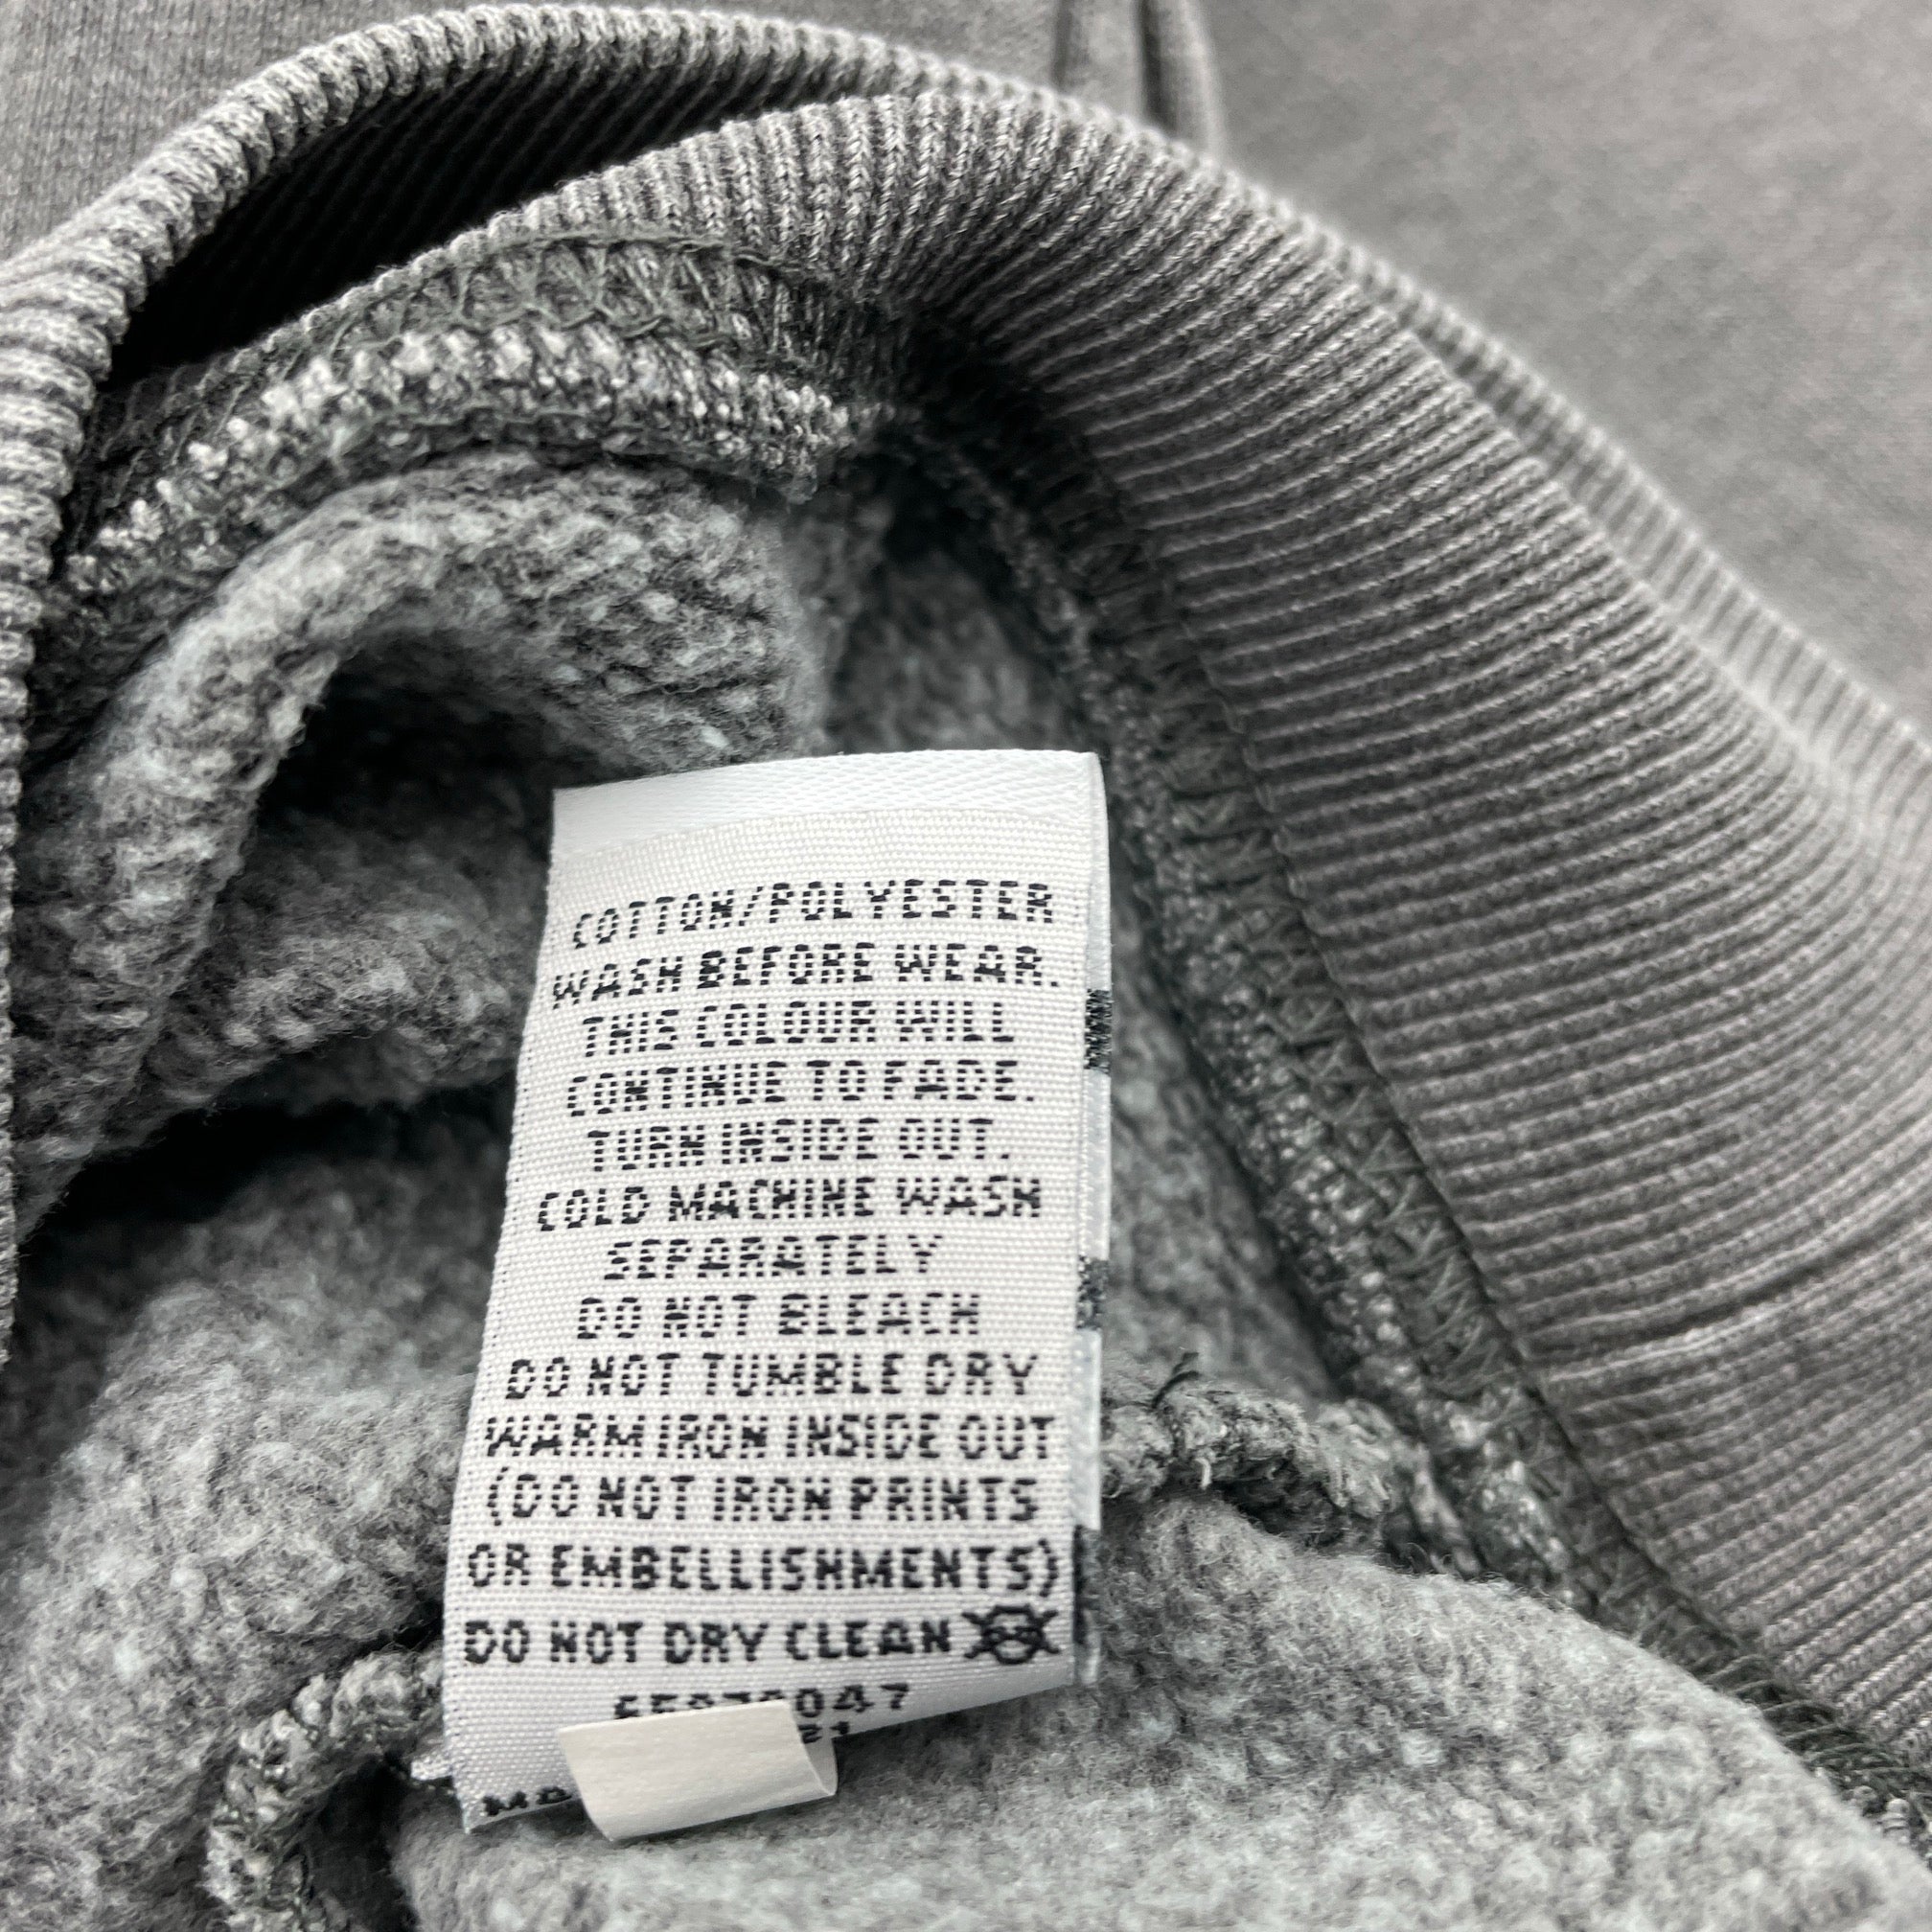 COTTON/POLYESTER
WASH BEFORE WEAR.
THIS COLOUR WILL
CONTINUE TO FADE.
TURN INSIDE OUT.
COLD MACHINE WASH
SEPARATELY
DO NOT BLEACH
DO NOT TUMBLE DRY
WARM IRON INSIDE OUT
(DO NOT IRON PRINTS
OR EMBELLISHMENTS)
DO NOT DRY CLEAN